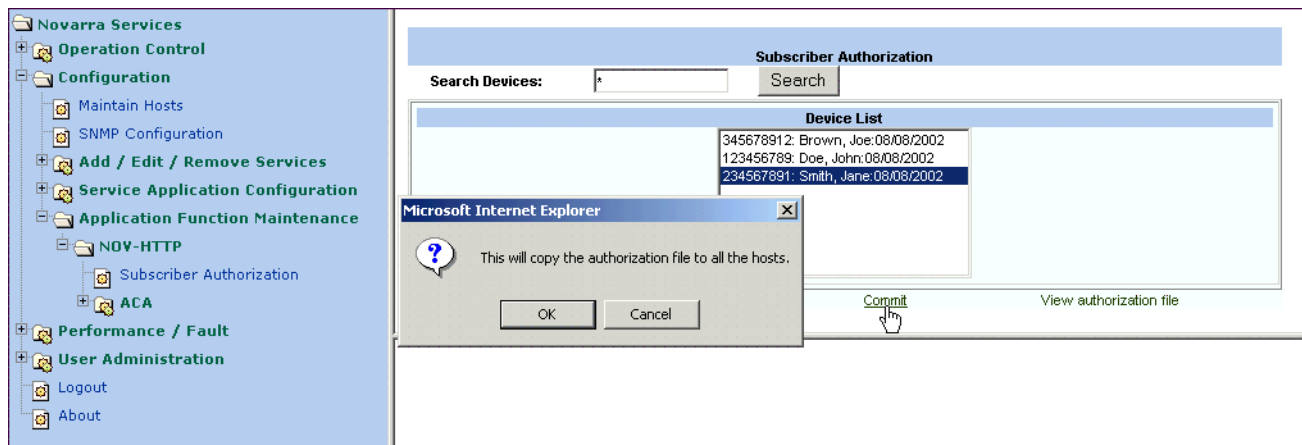 Novarra Services
Operation Control
Configuration
Maintain Hosts
SNMP Configuration
Add / Edit / Remove Services
Service Application Configuration
Application Function Maintenance
NOV-HTTP
Subscriber Authorization
ACA
Performance / Fault
User Administration
Logout
About
Subscriber Authorization
Search Devices: * Search
Device List
345678912: Brown, Joe:08/08/2002
123456789: Doe, John:08/08/2002
234567891: Smith, Jane:08/08/2002
Microsoft Internet Explorer
This will copy the authorization file to all the hosts.
OK Cancel
Commit View authorization file